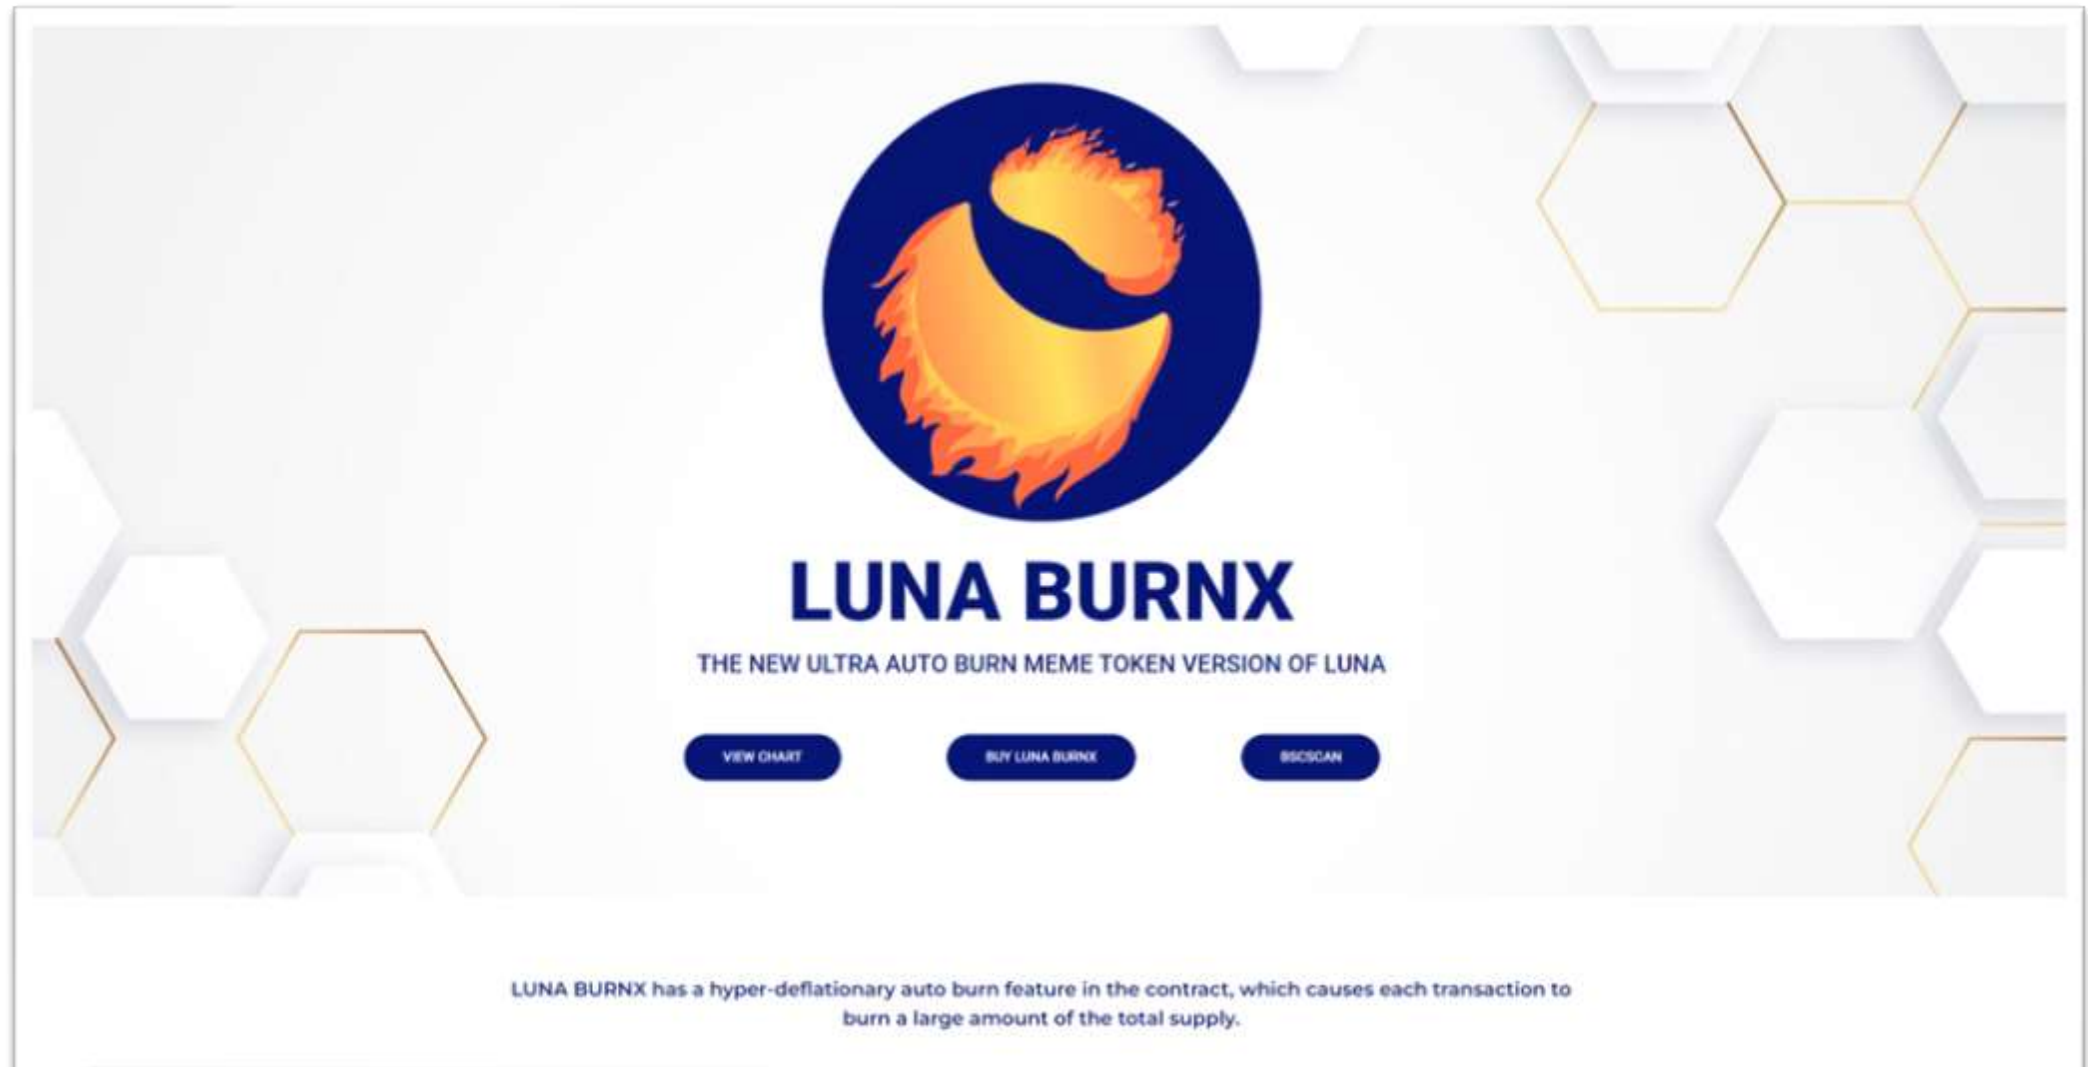 LUNA BURNX
THE NEW ULTRA AUTO BURN MEME TOKEN VERSION OF LUNA
VIEW CHART
BUY LUNA BURNX
BSCSCAN
LUNA BURNX has a hyper-deflationary auto burn feature in the contract, which causes each transaction to
burn a large amount of the total supply.